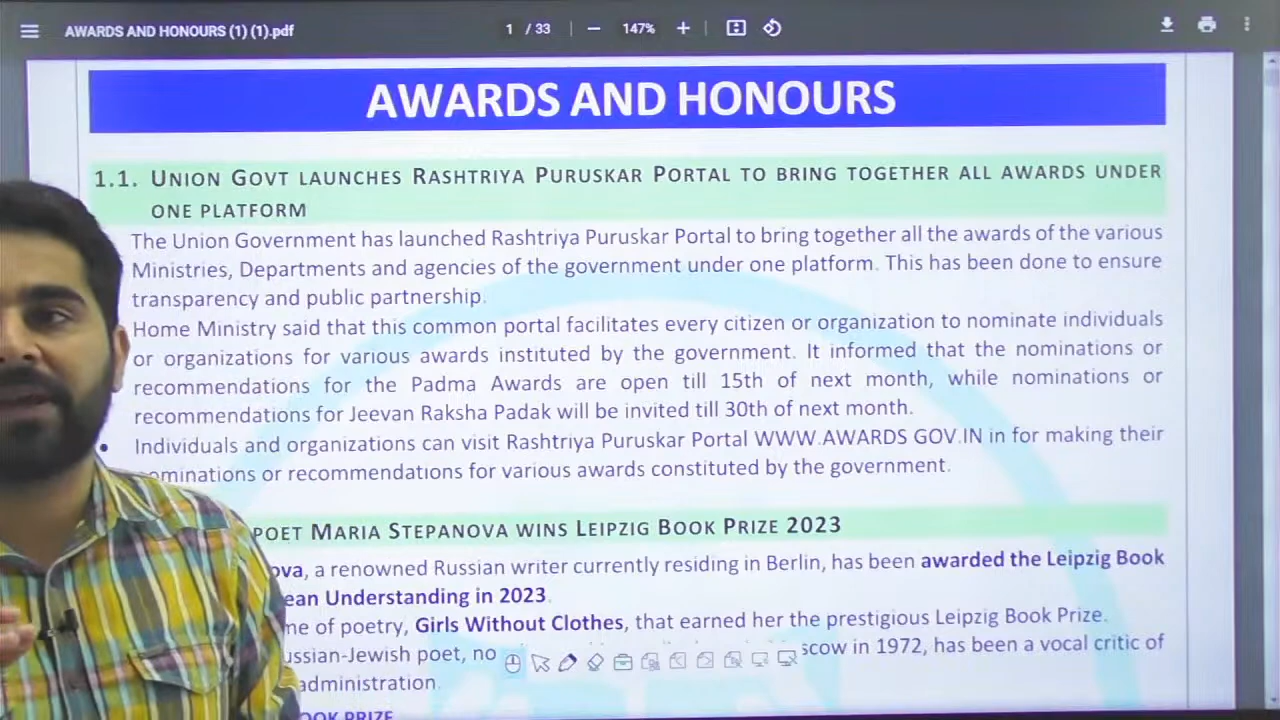 AWARDS AND HONOURS (1) (1).pdf
1 / 33
147%
AWARDS AND HONOURS
1.1. UNION GOVT LAUNCHES RASHTRIYA PURUSKAR PORTAL TO BRING TOGETHER ALL AWARDS UNDER
ONE PLATFORM
The Union Government has launched Rashtriya Puruskar Portal to bring together all the awards of the various
Ministries, Departments and agencies of the government under one platform. This has been done to ensure
transparency and public partnership.
Home Ministry said that this common portal facilitates every citizen or organization to nominate individuals
or organizations for various awards instituted by the government. It informed that the nominations or
recommendations for the Padma Awards are open till 15th of next month, while nominations or
recommendations for Jeevan Raksha Padak will be invited till 30th of next month.
• Individuals and organizations can visit Rashtriya Puruskar Portal WWW.AWARDS GOV.IN in for making their
ominations or recommendations for various awards constituted by the government.
POET MARIA STEPANOVA WINS LEIPZIG BOOK PRIZE 2023
ova, a renowned Russian writer currently residing in Berlin, has been awarded the Leipzig Book
ean Understanding in 2023.
me of poetry, Girls Without Clothes, that earned her the prestigious Leipzig Book Prize.
ussian-Jewish poet, no scow in 1972, has been a vocal critic of
administration.
OOK PRIZE